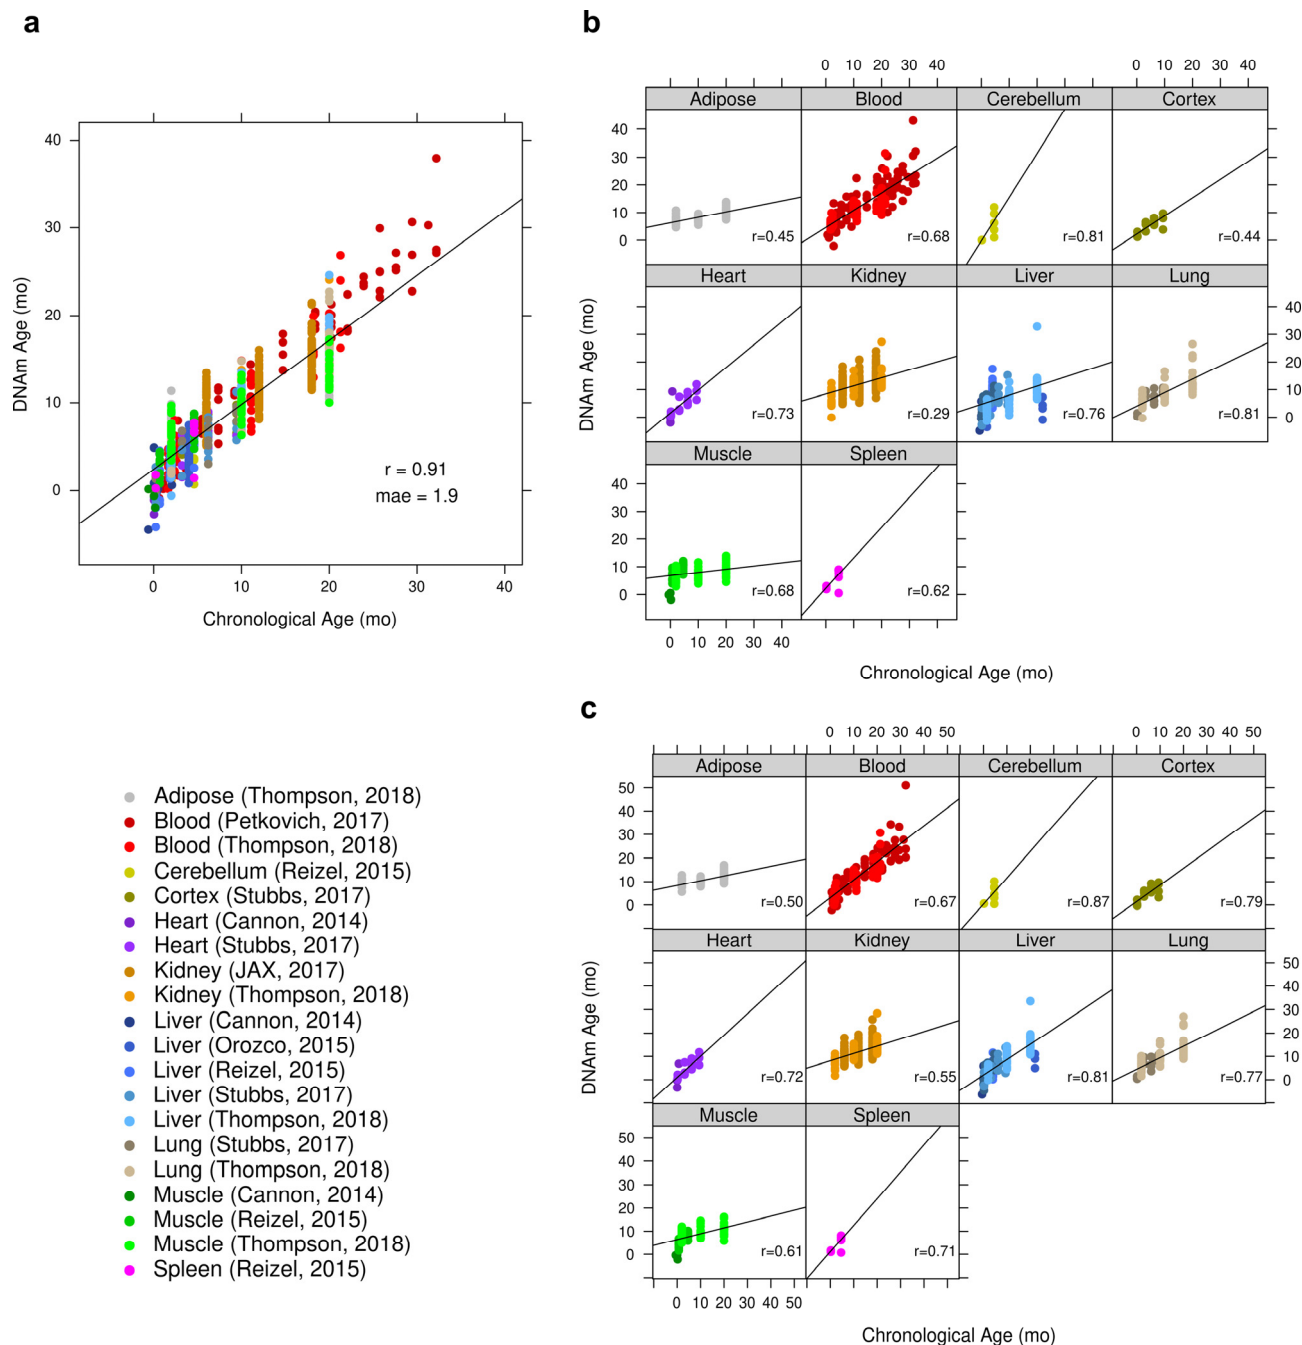 a
40
30
20
10
0
DNAm Age (mo)
r = 0.91
mae = 1.9
0 10 20 30 40
Chronological Age (mo)
b
0 10 20 30 40 0 10 20 30 40
Adipose Blood Cerebellum Cortex
40
30
20
10
0
r=0.45 r=0.68 r=0.81 r=0.44
Heart Kidney Liver Lung
DNAm Age (mo)
40
30
20
10
0
r=0.73 r=0.29 r=0.76 r=0.81
Muscle Spleen
40
30
20
10
0
r=0.68 r=0.62
0 10 20 30 40 0 10 20 30 40
Chronological Age (mo)
c
0 10 20 30 40 50 0 10 20 30 40 50
Adipose Blood Cerebellum Cortex
50
40
30
20
10
0
r=0.50 r=0.67 r=0.87 r=0.79
Heart Kidney Liver Lung
DNAm Age (mo)
50
40
30
20
10
0
r=0.72 r=0.55 r=0.81 r=0.77
Muscle Spleen
50
40
30
20
10
0
r=0.61 r=0.71
0 10 20 30 40 50 0 10 20 30 40 50
Chronological Age (mo)
Adipose (Thompson, 2018)
Blood (Petkovich, 2017)
Blood (Thompson, 2018)
Cerebellum (Reizel, 2015)
Cortex (Stubbs, 2017)
Heart (Cannon, 2014)
Heart (Stubbs, 2017)
Kidney (JAX, 2017)
Kidney (Thompson, 2018)
Liver (Cannon, 2014)
Liver (Orozco, 2015)
Liver (Reizel, 2015)
Liver (Stubbs, 2017)
Liver (Thompson, 2018)
Lung (Stubbs, 2017)
Lung (Thompson, 2018)
Muscle (Cannon, 2014)
Muscle (Reizel, 2015)
Muscle (Thompson, 2018)
Spleen (Reizel, 2015)